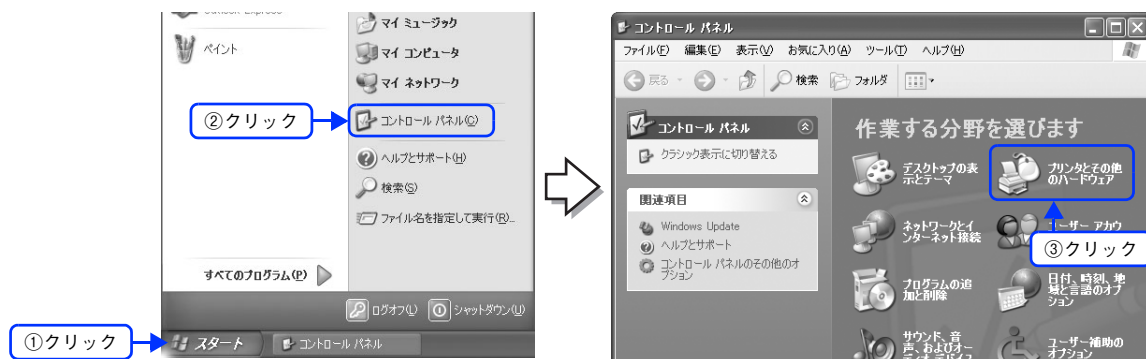 ペイント
マイ ミュージック
マイ コンピュータ
マイ ネットワーク
②クリック
コントロール パネル(C)
ヘルプとサポート(H)
検索(S)
ファイル名を指定して実行(R)...
すべてのプログラム(P)
ログオフ(L)
シャットダウン(U)
①クリック
スタート
コントロール パネル
コントロール パネル
ファイル(F) 編集(E) 表示(V) お気に入り(A) ツール(T) ヘルプ(H)
戻る
検索
フォルダ
コントロール パネル
クラシック表示に切り替える
関連項目
Windows Update
ヘルプとサポート
コントロール パネルのその他のオ
プション
作業する分野を選びます
デスクトップの表
示とテーマ
プリンタとその他
のハードウェア
ネットワークとイ
ンターネット接続
ユーザー アカウ
③クリック
プログラムの追
加と削除
日付、時刻、地
域と言語のオプ
ション
サウンド、音
声、およびオー
ディオ デバイス
ユーザー補助の
オプション